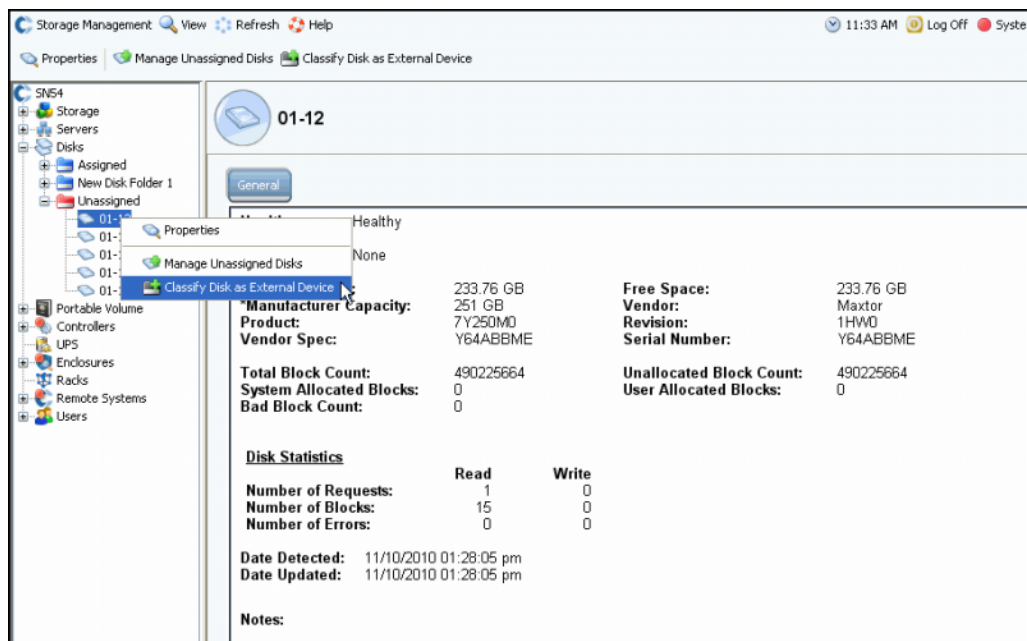 Storage Management View Refresh Help 11:33 AM Log Off Syste
Properties Manage Unassigned Disks Classify Disk as External Device
SN54
Storage
Servers
Disks
Assigned
New Disk Folder 1
Unassigned
01-1
01-1
01-1
01-1
01-1
Portable Volume
Controllers
UPS
Enclosures
Racks
Remote Systems
Users
Properties
Manage Unassigned Disks
Classify Disk as External Device
01-12
General
Healthy
None
233.76 GB Free Space: 233.76 GB
*Manufacturer Capacity: 251 GB Vendor: Maxtor
Product: 7Y250M0 Revision: 1HW0
Vendor Spec: Y64ABBME Serial Number: Y64ABBME
Total Block Count: 490225664 Unallocated Block Count: 490225664
System Allocated Blocks: 0 User Allocated Blocks: 0
Bad Block Count: 0
Disk Statistics
Read Write
Number of Requests: 1 0
Number of Blocks: 15 0
Number of Errors: 0 0
Date Detected: 11/10/2010 01:28:05 pm
Date Updated: 11/10/2010 01:28:05 pm
Notes: